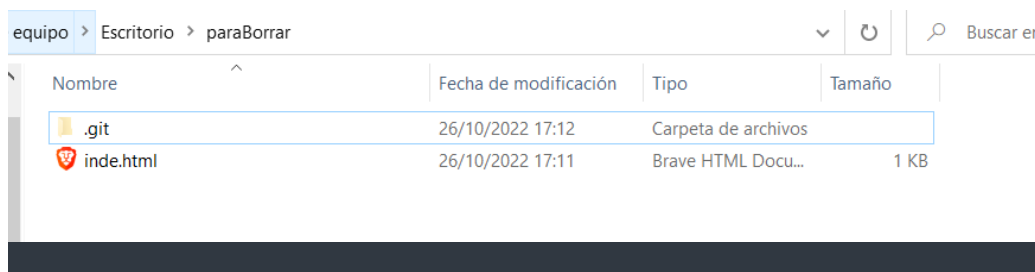 equipo > Escritorio > paraBorrar Buscar
Nombre Fecha de modificación Tipo Tamaño
.git 26/10/2022 17:12 Carpeta de archivos
inde.html 26/10/2022 17:11 Brave HTML Docu... 1 KB